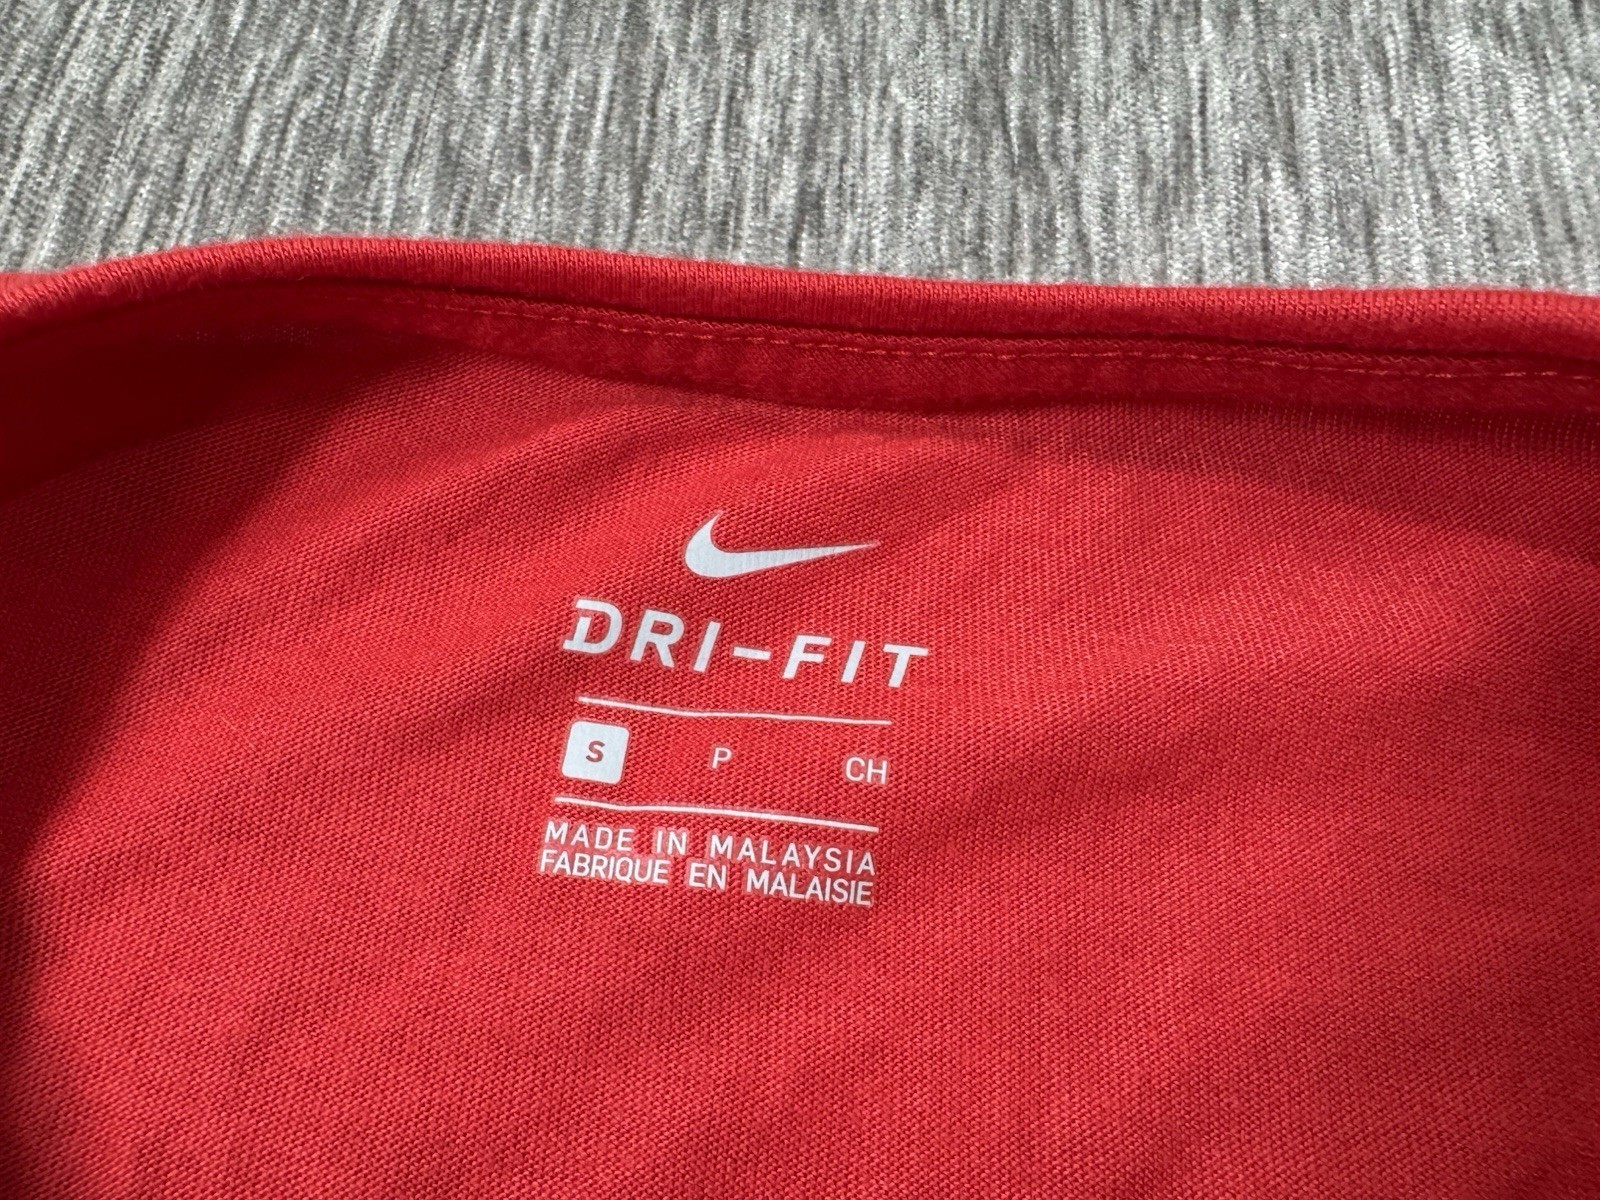 DRI-FIT
S P CH
MADE IN MALAYSIA
FABRIQUE EN MALAISIE